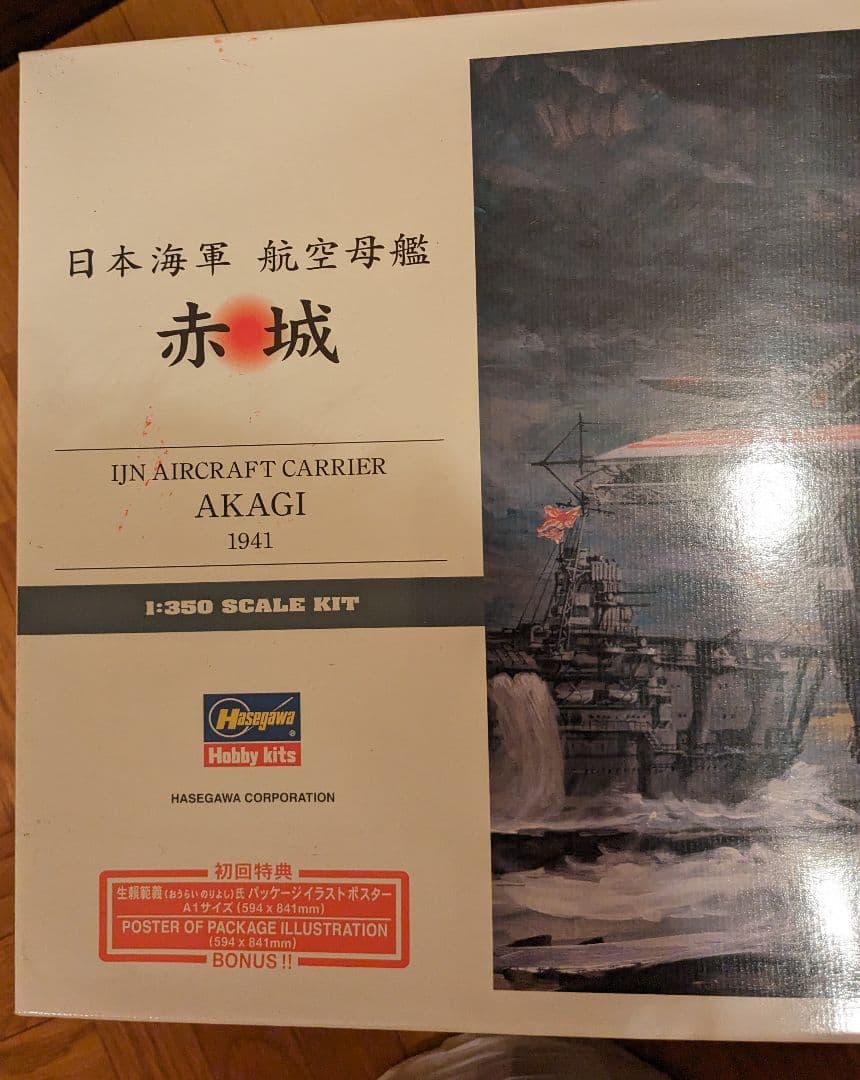 日本海軍 航空母艦
赤城
IJN AIRCRAFT CARRIER
AKAGI
1941
1:350 SCALE KIT
Hasegawa®
Hobby kits
HASEGAWA CORPORATION
初回特典
生賴範義(おうらい のりよし)氏 パッケージイラストポスター
A1サイズ(594 x 841mm)
POSTER OF PACKAGE ILLUSTRATION
(594 x 841mm)
BONUS!!